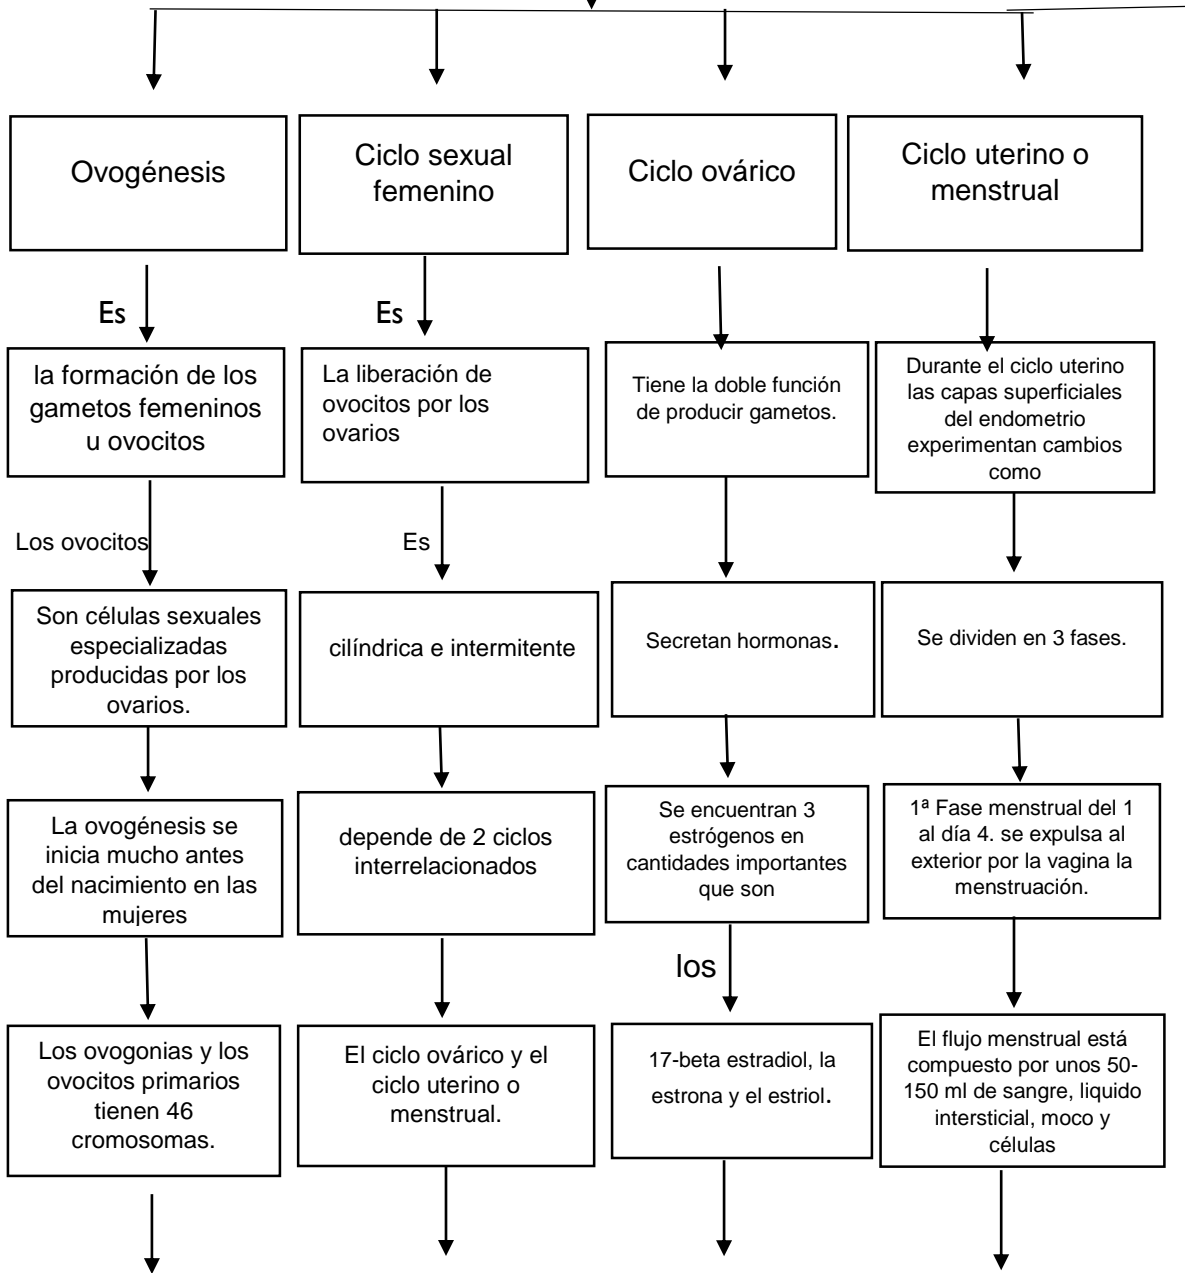 Ovogénesis
Ciclo sexual
femenino
Ciclo ovárico
Ciclo uterino o
menstrual
Es
Es
la formación de los
gametos femeninos
u ovocitos
La liberación de
ovocitos por los
ovarios
Tiene la doble función
de producir gametos.
Durante el ciclo uterino
las capas superficiales
del endometrio
experimentan cambios
como
Los ovocitos
Es
Son células sexuales
especializadas
producidas por los
ovarios.
cilíndrica e intermitente
Secretan hormonas.
Se dividen en 3 fases.
La ovogénesis se
inicia mucho antes
del nacimiento en las
mujeres
depende de 2 ciclos
interrelacionados
Se encuentran 3
estrógenos en
cantidades importantes
que son
1ª Fase menstrual del 1
al día 4. se expulsa al
exterior por la vagina la
menstruación.
los
Los ovogonias y los
ovocitos primarios
tienen 46
cromosomas.
El ciclo ovárico y el
ciclo uterino o
menstrual.
17-beta estradiol, la
estrona y el estriol.
El flujo menstrual está
compuesto por unos 50-
150 ml de sangre, liquido
intersticial, moco y
células